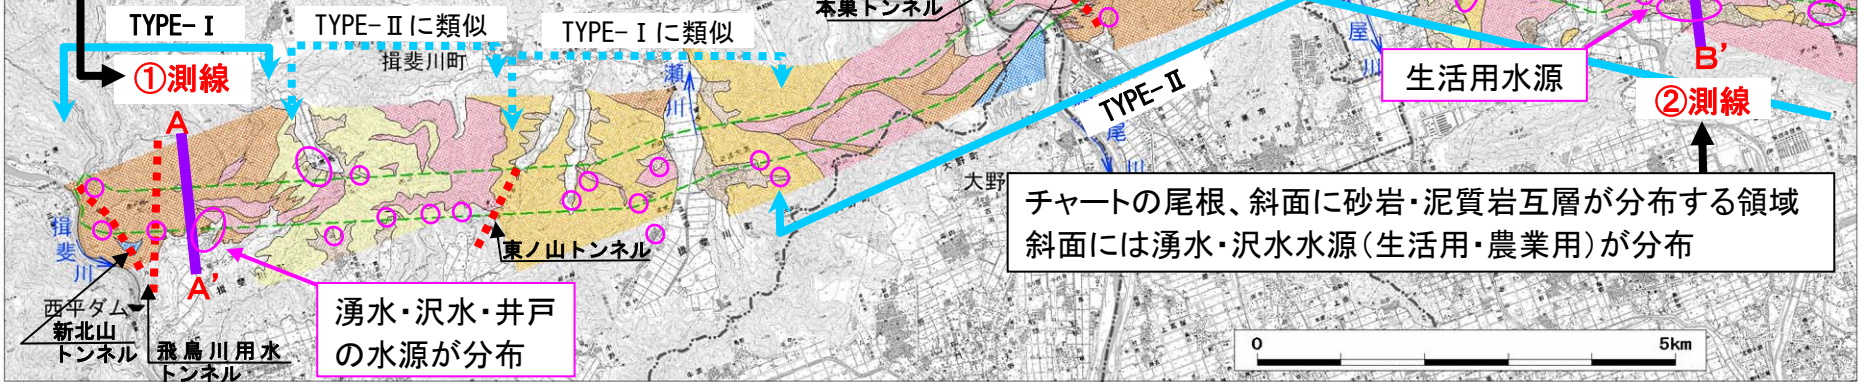 本巣トンネル
TYPE-Ⅰ
TYPE-Ⅱに類似
TYPE-Ⅰに類似
①測線
揖斐川町
瀬川
屋川
生活用水源
B'
②測線
TYPE-Ⅱ
尾川
A
大野
チャートの尾根、斜面に砂岩・泥質岩互層が分布する領域
斜面には湧水・沢水水源(生活用・農業用)が分布
揖斐川
東ノ山トンネル
A'
西平ダム
湧水・沢水・井戸
の水源が分布
新北山
トンネル
飛鳥川用水
トンネル
0 5km